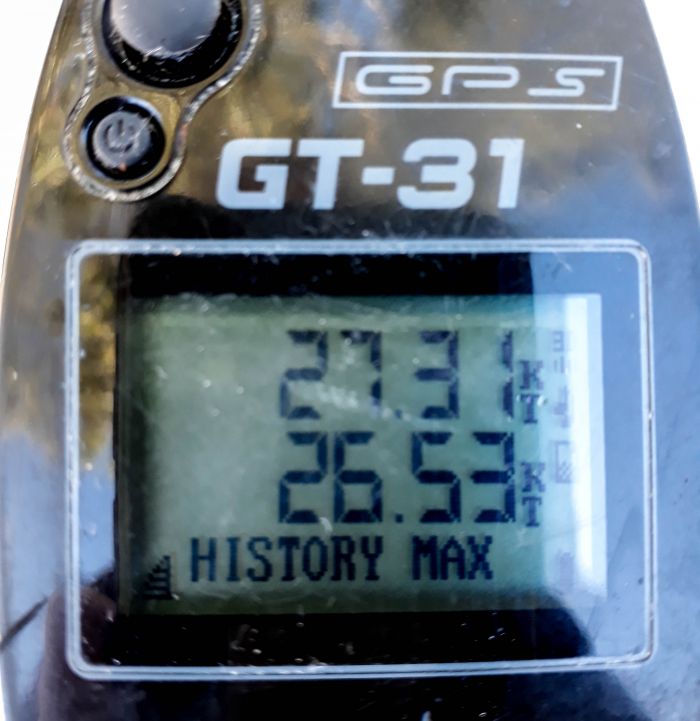 GPS
GT-31
27.31 KT
26.53 KT
HISTORY MAX